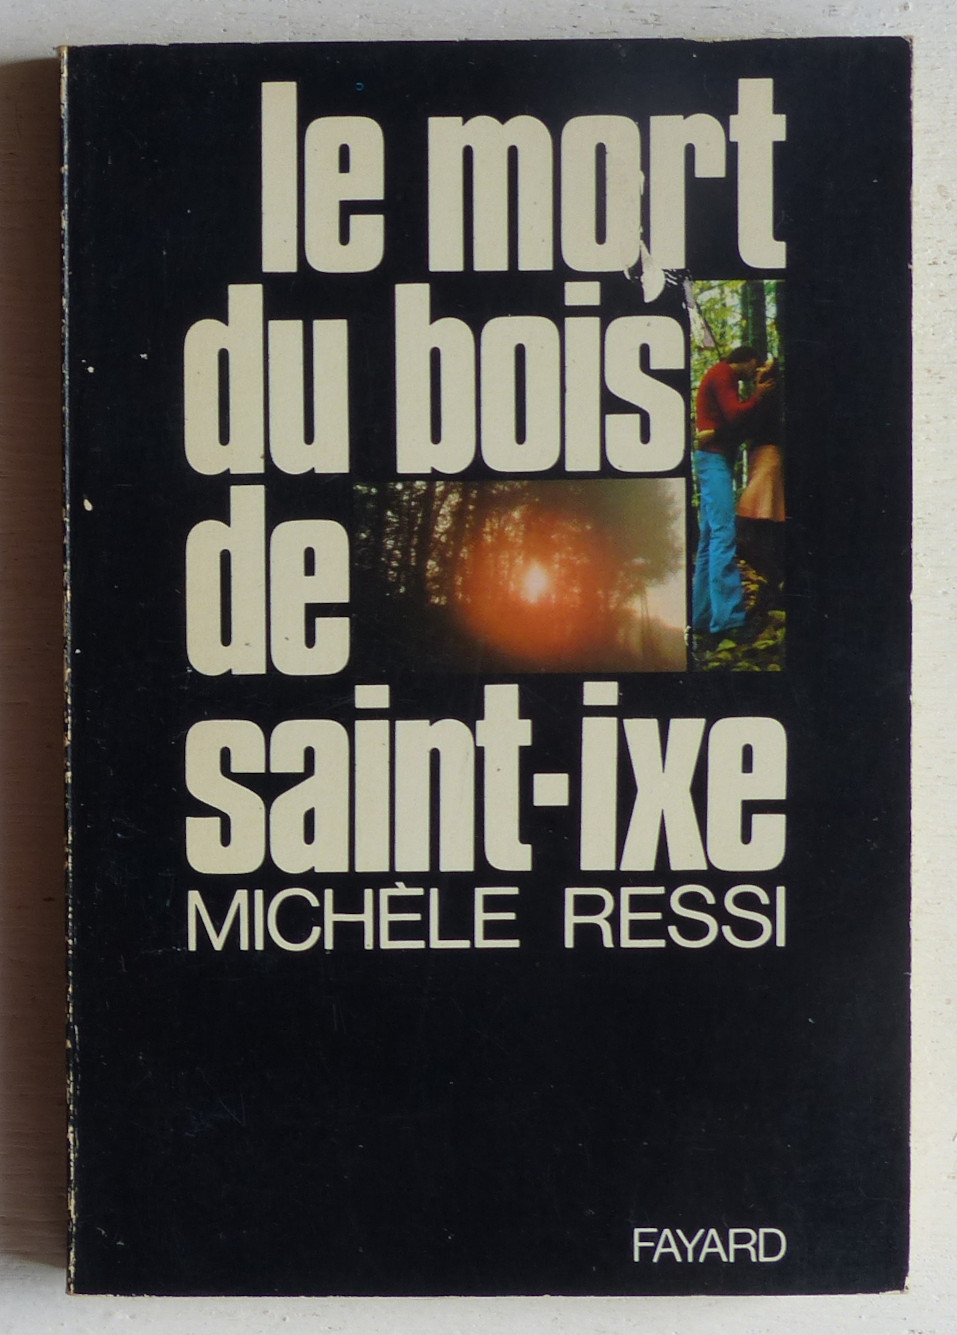 le mort
du bois
de
saint-ixe
MICHÈLE RESSI
FAYARD